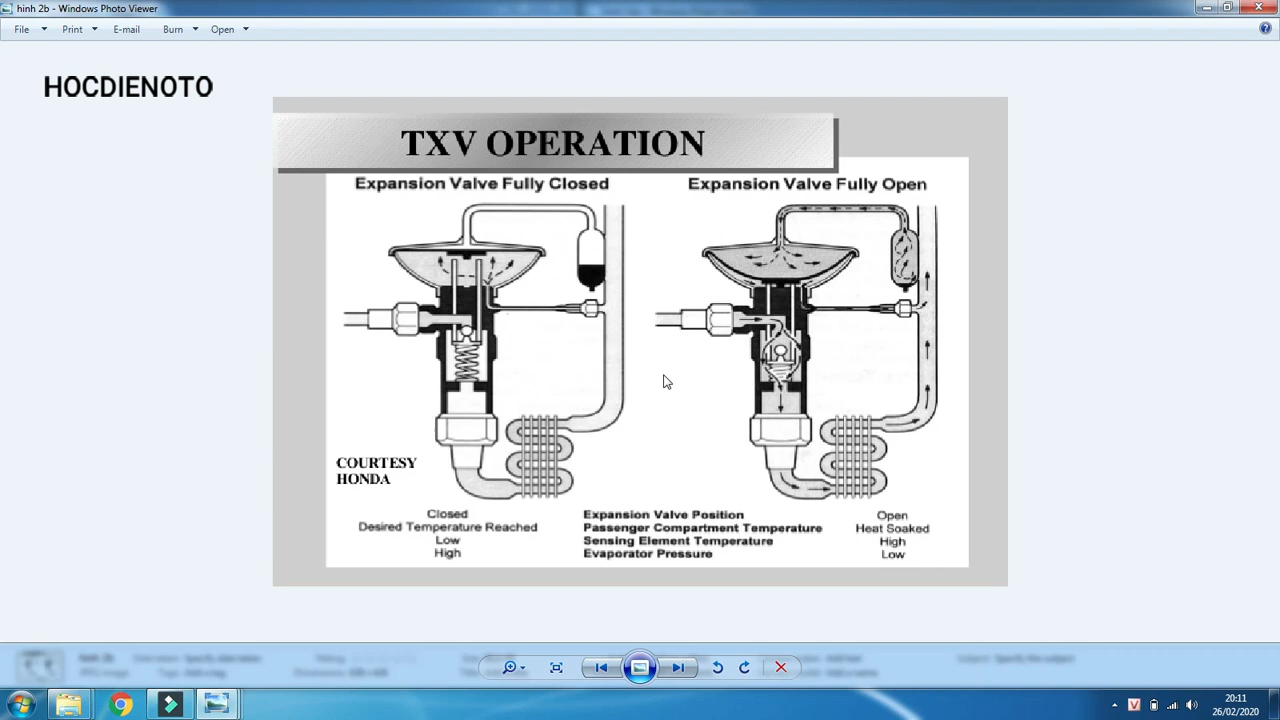 hinh 2b - Windows Photo Viewer
File Print E-mail Burn Open
HOCDIENOTO
TXV OPERATION
Expansion Valve Fully Closed
Expansion Valve Fully Open
COURTESY
HONDA
Closed Expansion Valve Position Open
Desired Temperature Reached Passenger Compartment Temperature Heat Soaked
Low Sensing Element Temperature High
High Evaporator Pressure Low
V
20:11
26/02/2020